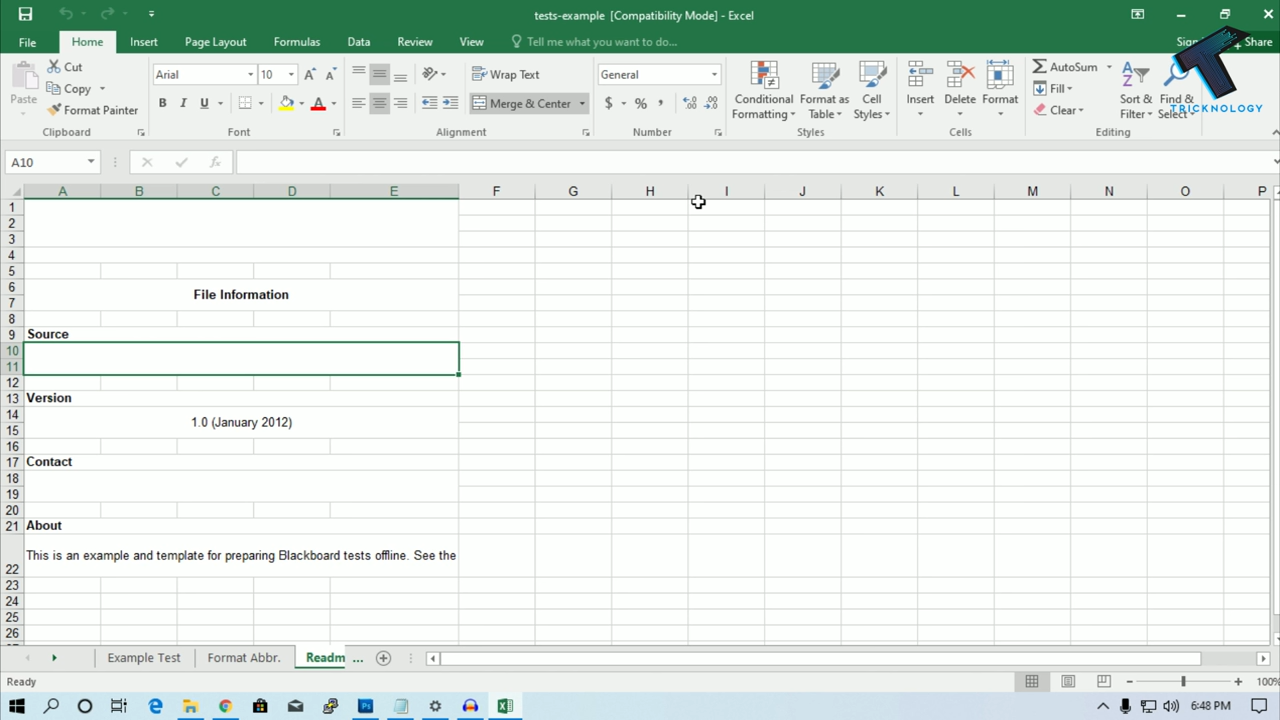 tests-example [Compatibility Mode] - Excel
File Home Insert Page Layout Formulas Data Review View Tell me what you want to do... Share
Cut
Copy
Format Painter
Paste
Clipboard
Arial 10
B I U
Font
Wrap Text
Merge & Center
Alignment
General
$ % ,
Number
Conditional Formatting
Format as Table
Cell Styles
Styles
Insert Delete Format
Cells
AutoSum
Fill
Clear
Sort & Filter
Find & Select
Editing
TRICKNOLOGY
A10 fx
A B C D E F G H I J K L M N O P
1
2
3
4
5
6 File Information
7
8
9 Source
10
11
12
13 Version
14 1.0 (January 2012)
15
16
17 Contact
18
19
20
21 About
22 This is an example and template for preparing Blackboard tests offline. See the
23
24
25
26
Example Test Format Abbr. Readm ...
Ready 100%
6:48 PM